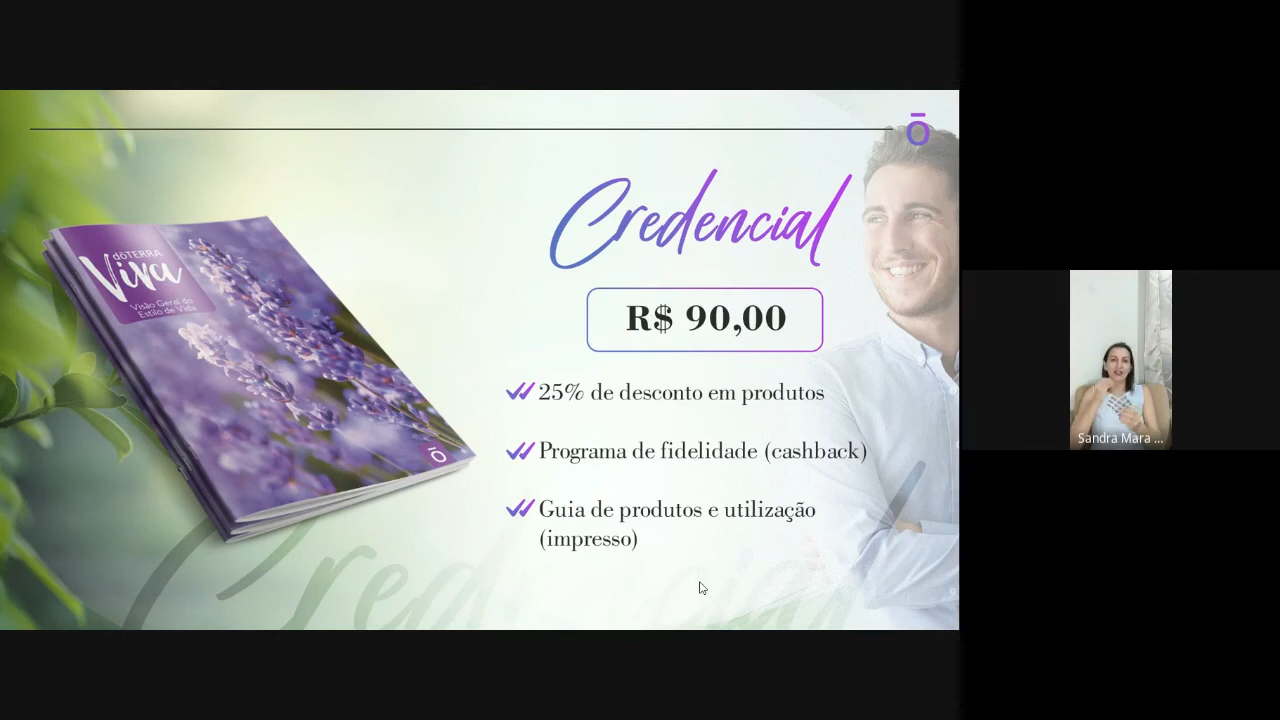 Credencial
R$ 90,00
25% de desconto em produtos
Programa de fidelidade (cashback)
Guia de produtos e utilização
(impresso)
dōTERRA
Viva
Visão Geral do
Estilo de Vida
ō
ō
Credencial
Sandra Mara ...